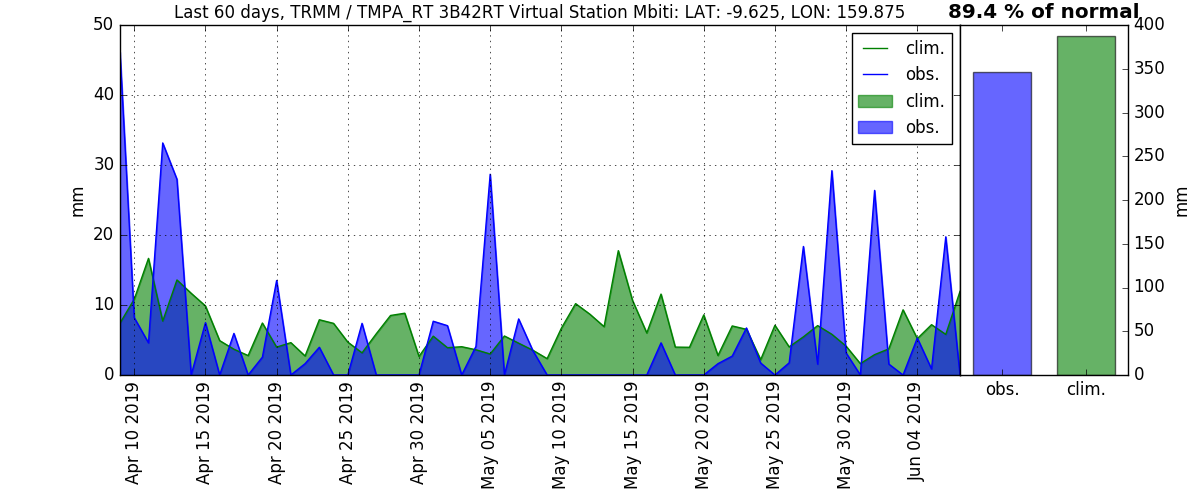 Last 60 days, TRMM / TMPA_RT 3B42RT Virtual Station Mbiti: LAT: -9.625, LON: 159.875
89.4 % of normal
50
40
30
20
10
0
mm
clim.
obs.
clim.
obs.
400
350
300
250
200
150
100
50
0
mm
Apr 10 2019
Apr 15 2019
Apr 20 2019
Apr 25 2019
Apr 30 2019
May 05 2019
May 10 2019
May 15 2019
May 20 2019
May 25 2019
May 30 2019
Jun 04 2019
obs.
clim.